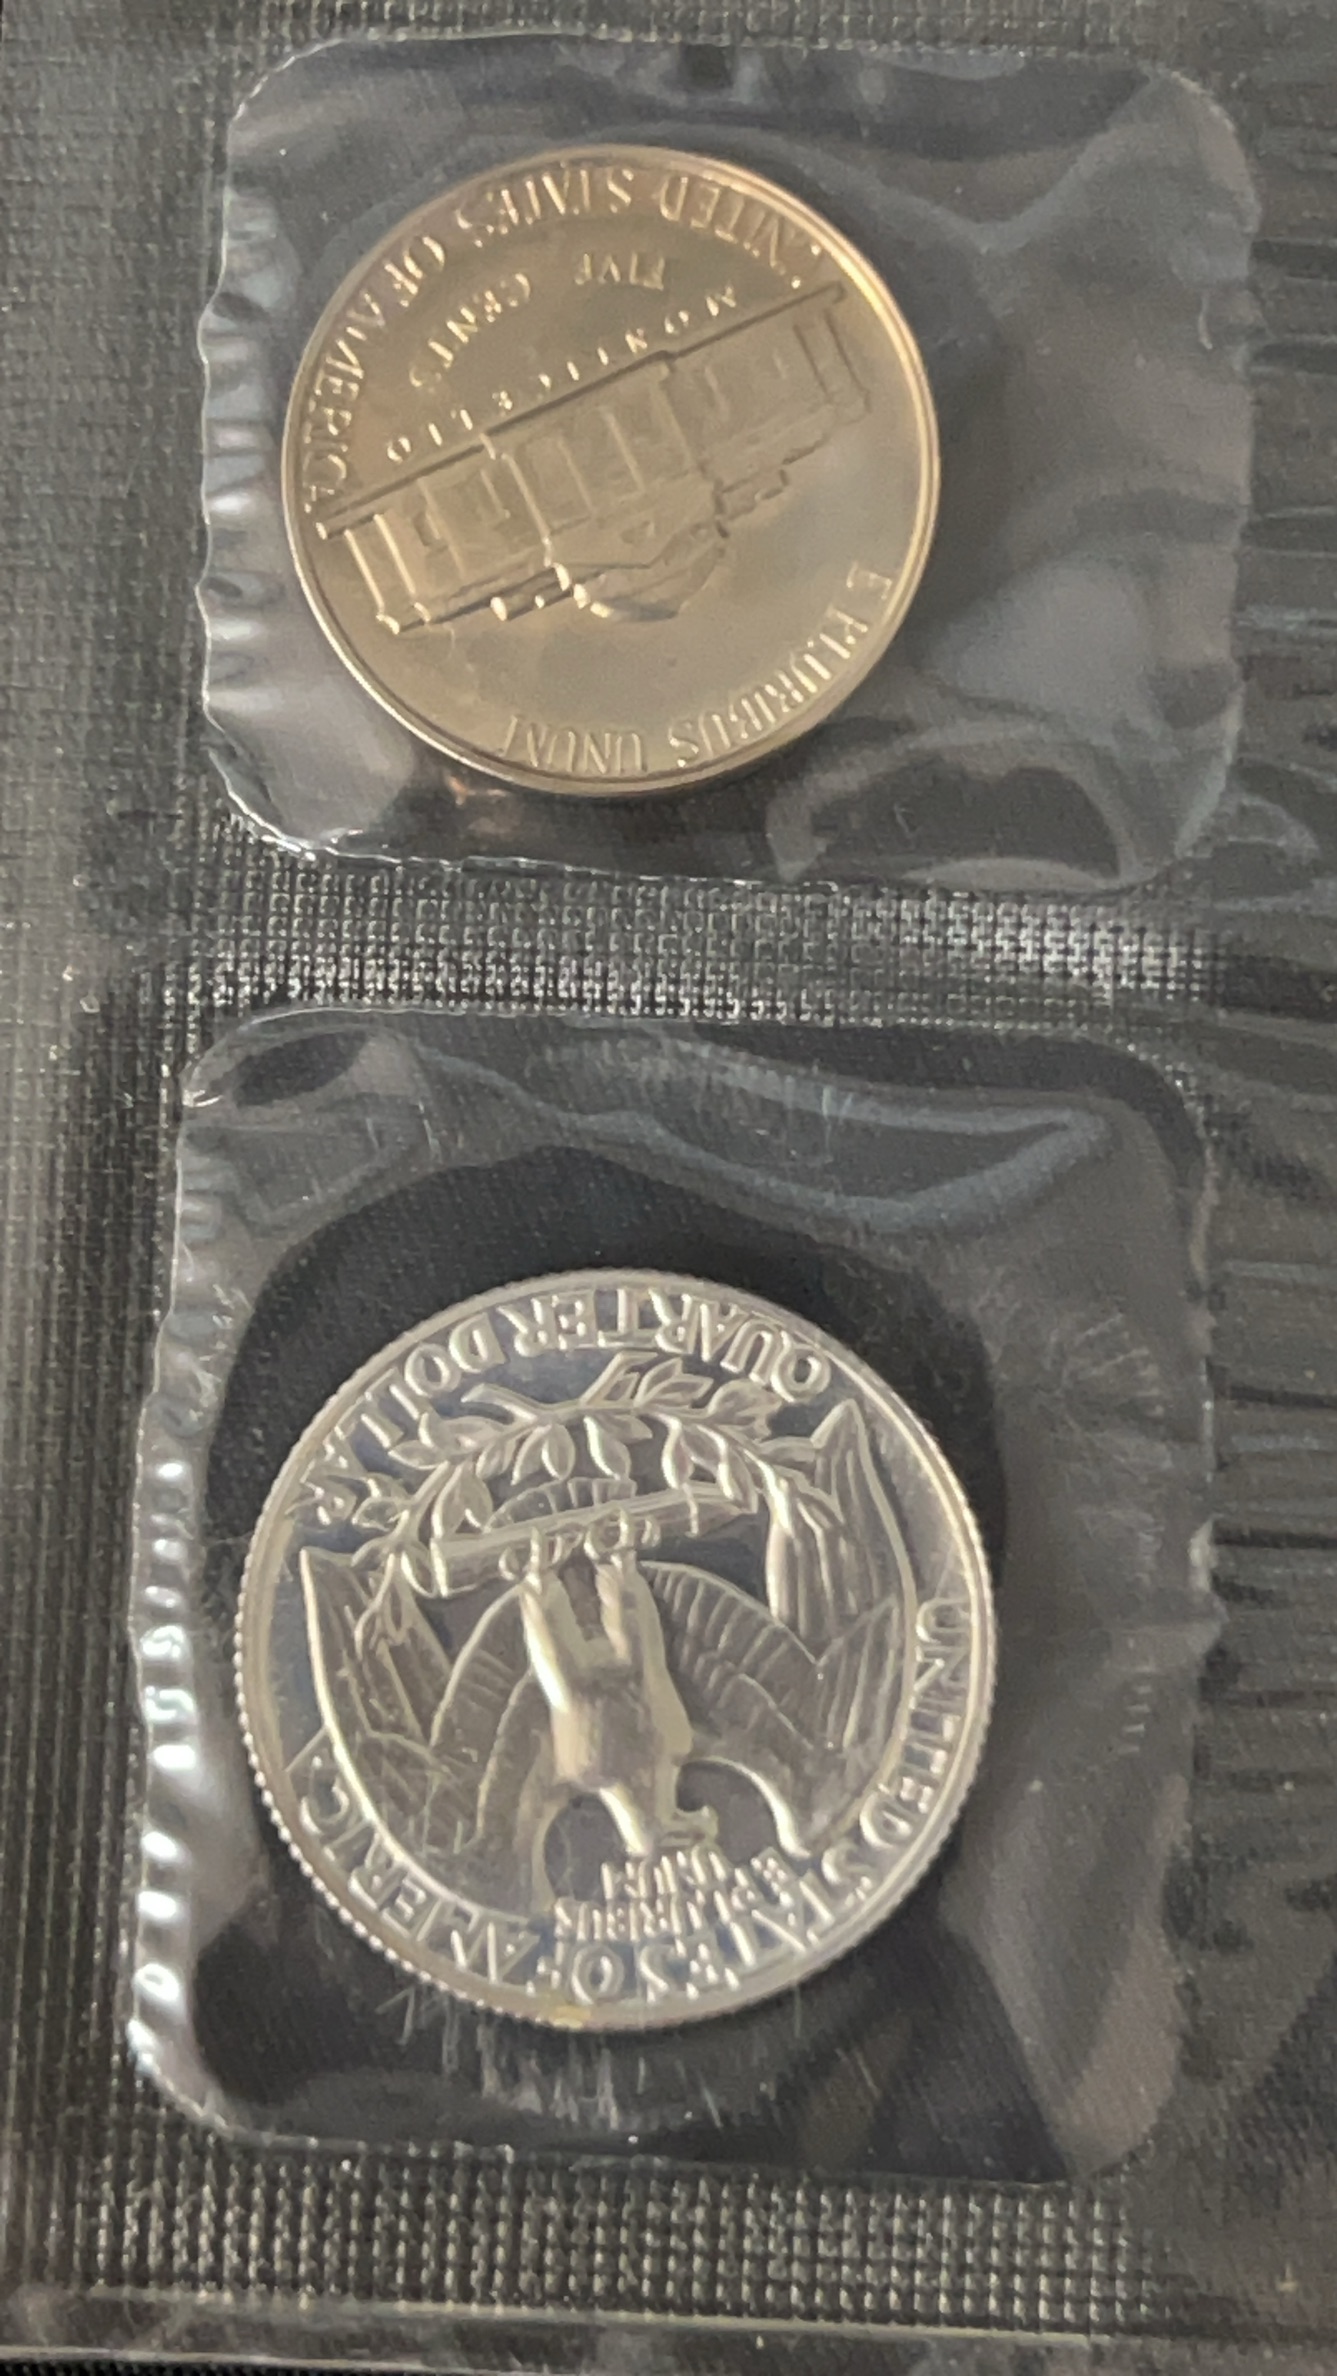 E PLURIBUS UNUM
MONTICELLO
FIVE CENTS
UNITED STATES OF AMERICA
UNITED STATES OF AMERICA
E PLURIBUS
UNUM
QUARTER DOLLAR